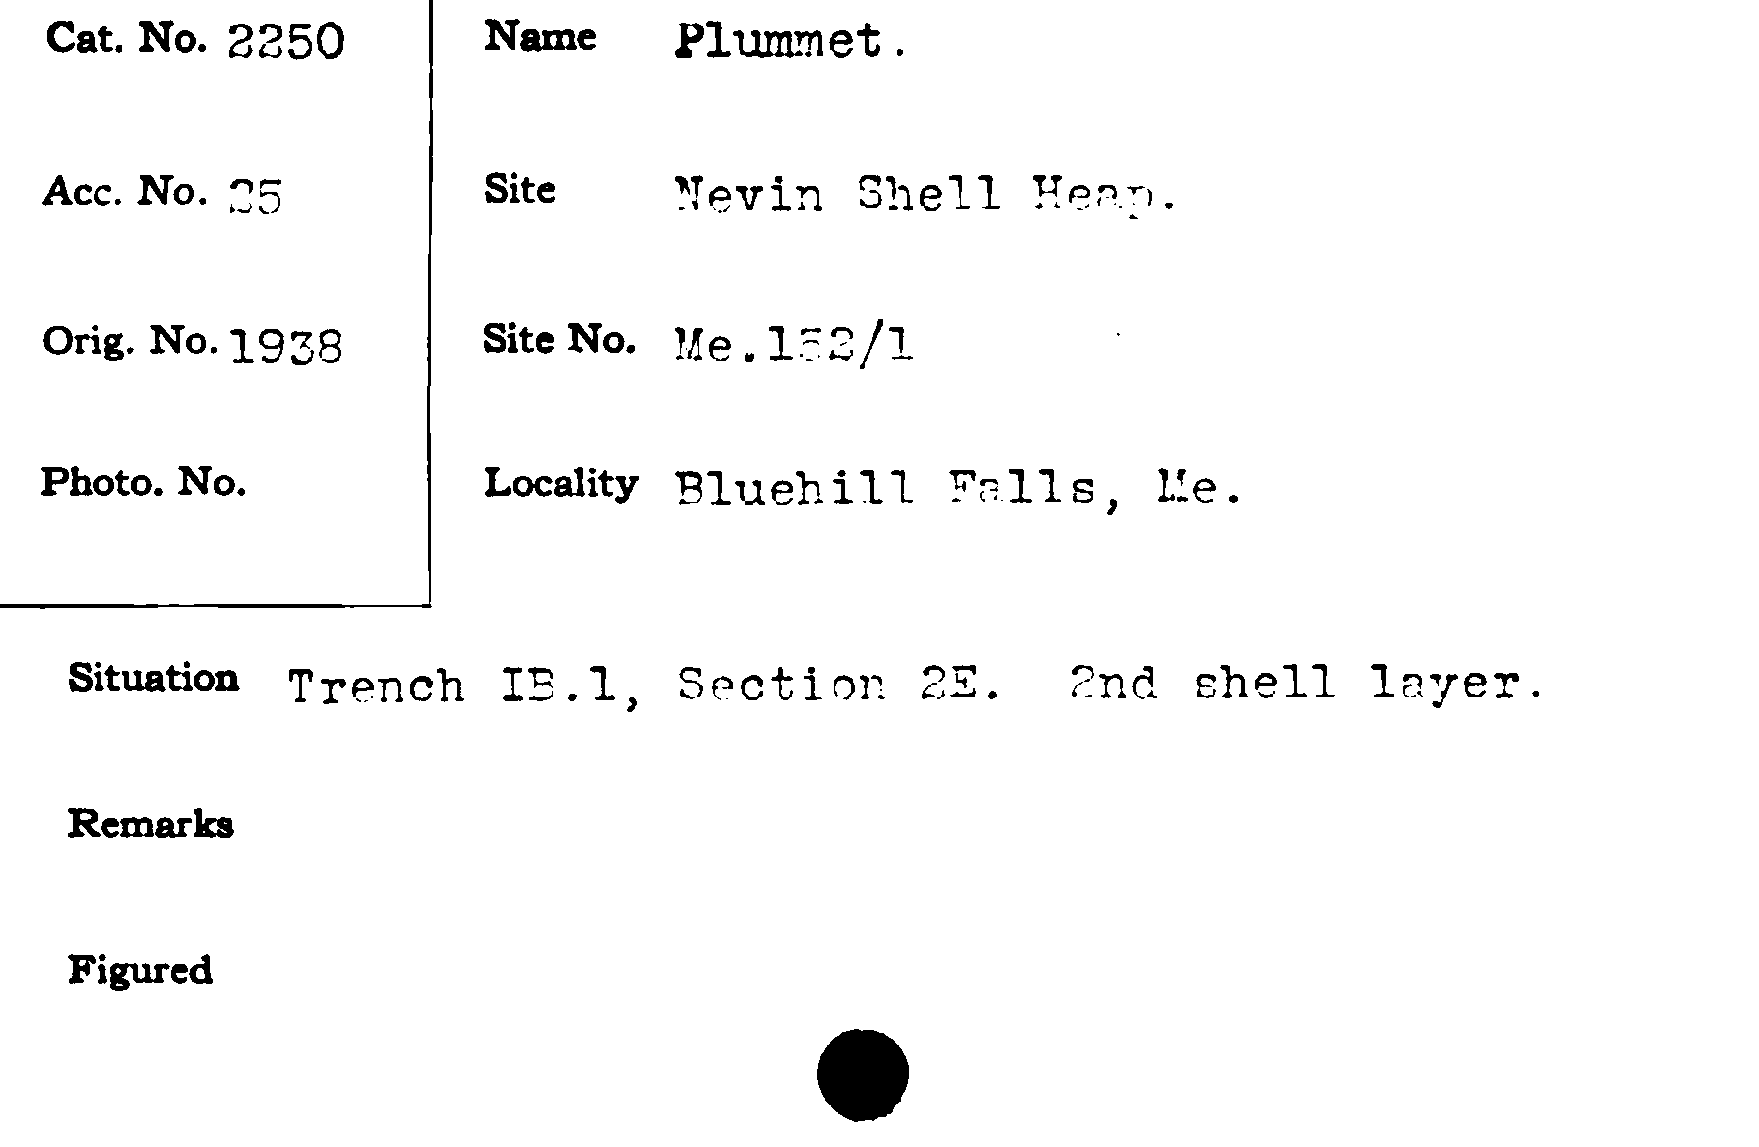 Cat. No. 2250
Name Plummet.
Acc. No. 25
Site Nevin Shell Heap.
Orig. No. 1938
Site No. Me.152/1
Photo. No.
Locality Bluehill Falls, Me.
Situation Trench IB.1, Section 2E. 2nd shell layer.
Remarks
Figured